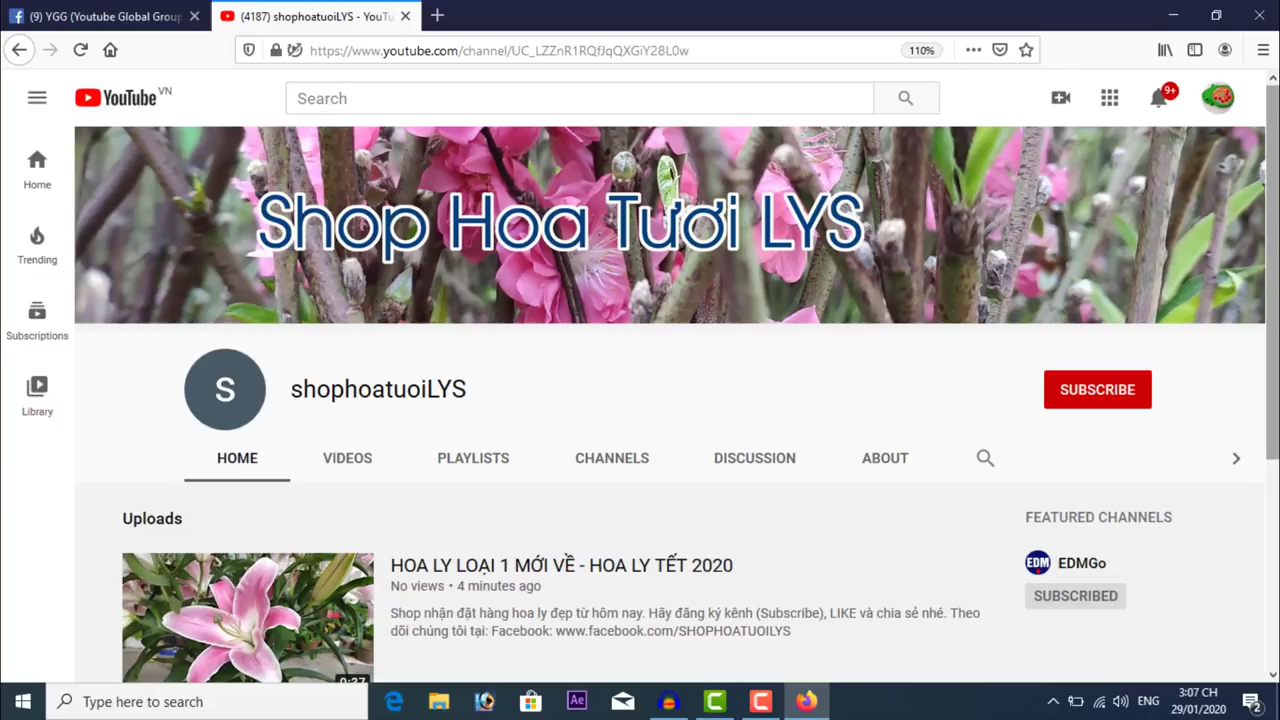 (9) YGG (Youtube Global Group
(4187) shophoatuoiLYS - YouTu
https://www.youtube.com/channel/UC_LZZnR1RQfJqQXGiY28L0w
110%
YouTube VN
Search
9+
Home
Trending
Subscriptions
Library
Shop Hoa Tươi LYS
S
shophoatuoiLYS
SUBSCRIBE
HOME VIDEOS PLAYLISTS CHANNELS DISCUSSION ABOUT
Uploads
FEATURED CHANNELS
HOA LY LOẠI 1 MỚI VỀ - HOA LY TẾT 2020
No views • 4 minutes ago
Shop nhận đặt hàng hoa ly đẹp từ hôm nay. Hãy đăng ký kênh (Subscribe), LIKE và chia sẻ nhé. Theo
dõi chúng tôi tại: Facebook: www.facebook.com/SHOPHOATUOILYS
EDM
EDMGo
SUBSCRIBED
0:37
Type here to search
Ae
ENG
3:07 CH
29/01/2020
2